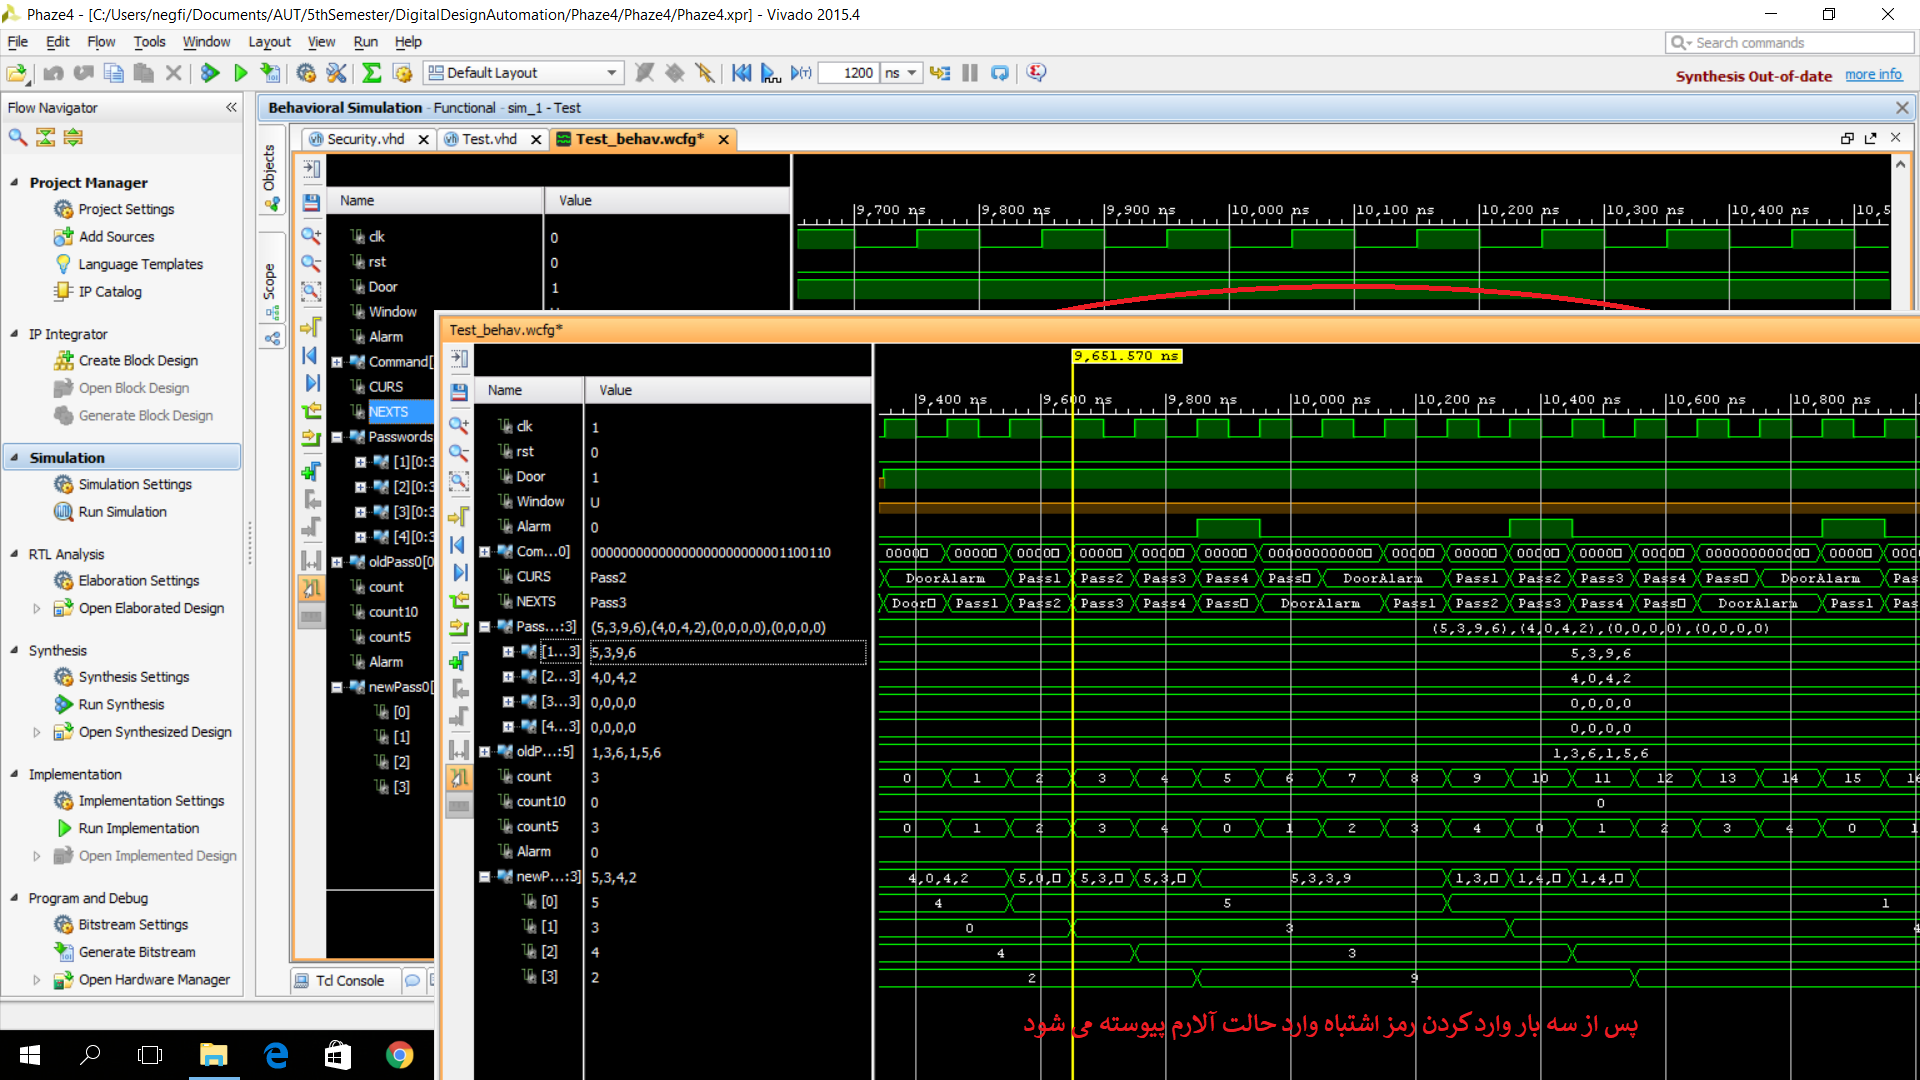 Phaze4 - [C:/Users/negfi/Documents/AUT/5thSemester/DigitalDesignAutomation/Phaze4/Phaze4/Phaze4.xpr] - Vivado 2015.4
File Edit Flow Tools Window Layout View Run Help
Search commands
Default Layout
1200 ns
Synthesis Out-of-date more info
Flow Navigator
Behavioral Simulation - Functional - sim_1 - Test
Security.vhd Test.vhd Test_behav.wcfg*
Project Manager
Project Settings
Add Sources
Language Templates
IP Catalog
IP Integrator
Create Block Design
Open Block Design
Generate Block Design
Simulation
Simulation Settings
Run Simulation
RTL Analysis
Elaboration Settings
Open Elaborated Design
Synthesis
Synthesis Settings
Run Synthesis
Open Synthesized Design
Implementation
Implementation Settings
Run Implementation
Open Implemented Design
Program and Debug
Bitstream Settings
Generate Bitstream
Open Hardware Manager
Objects
Scope
Name Value
9,700 ns 9,800 ns 9,900 ns 10,000 ns 10,100 ns 10,200 ns 10,300 ns 10,400 ns 10,5
clk 0
rst 0
Door 1
Window
Alarm
Command[
CURS
NEXTS
Passwords
[1][0:3
[2][0:3
[3][0:3
[4][0:3
oldPass0[0
count
count10
count5
Alarm
newPass0[
[0]
[1]
[2]
[3]
Tcl Console
Test_behav.wcfg*
9,651.570 ns
Name Value
9,400 ns 9,600 ns 9,800 ns 10,000 ns 10,200 ns 10,400 ns 10,600 ns 10,800 ns
clk 1
rst 0
Door 1
Window U
Alarm 0
Com...0] 00000000000000000000000001100110 0000▯ 0000▯ 0000▯ 0000▯ 0000▯ 0000▯ 000000000000▯ 0000▯ 0000▯ 0000▯ 0000▯ 0000▯ 000000000000▯ 0000▯ 000
CURS Pass2 DoorAlarm Pass1 Pass2 Pass3 Pass4 Pass▯ DoorAlarm Pass1 Pass2 Pass3 Pass4 Pass▯ DoorAlarm Pas
NEXTS Pass3 Door▯ Pass1 Pass2 Pass3 Pass4 Pass▯ DoorAlarm Pass1 Pass2 Pass3 Pass4 Pass▯ DoorAlarm Pass1 Pas
Pass...:3] (5,3,9,6),(4,0,4,2),(0,0,0,0),(0,0,0,0) (5,3,9,6),(4,0,4,2),(0,0,0,0),(0,0,0,0)
[1...3] 5,3,9,6 5,3,9,6
[2...3] 4,0,4,2 4,0,4,2
[3...3] 0,0,0,0 0,0,0,0
[4...3] 0,0,0,0 0,0,0,0
oldP...:5] 1,3,6,1,5,6 1,3,6,1,5,6
count 3 0 1 2 3 4 5 6 7 8 9 10 11 12 13 14 15 16
count10 0 0
count5 3 0 1 2 3 4 0 1 2 3 4 0 1 2 3 4 0 1
Alarm 0
newP...:3] 5,3,4,2 4,0,4,2 5,0,▯ 5,3,▯ 5,3,▯ 5,3,3,9 1,3,▯ 1,4,▯ 1,4,▯
[0] 5 4 5 1
[1] 3 0 3 4
[2] 4 4 3
[3] 2 2 9
پس از سه بار وارد کردن رمز اشتباه وارد حالت آلارم پیوسته می شود